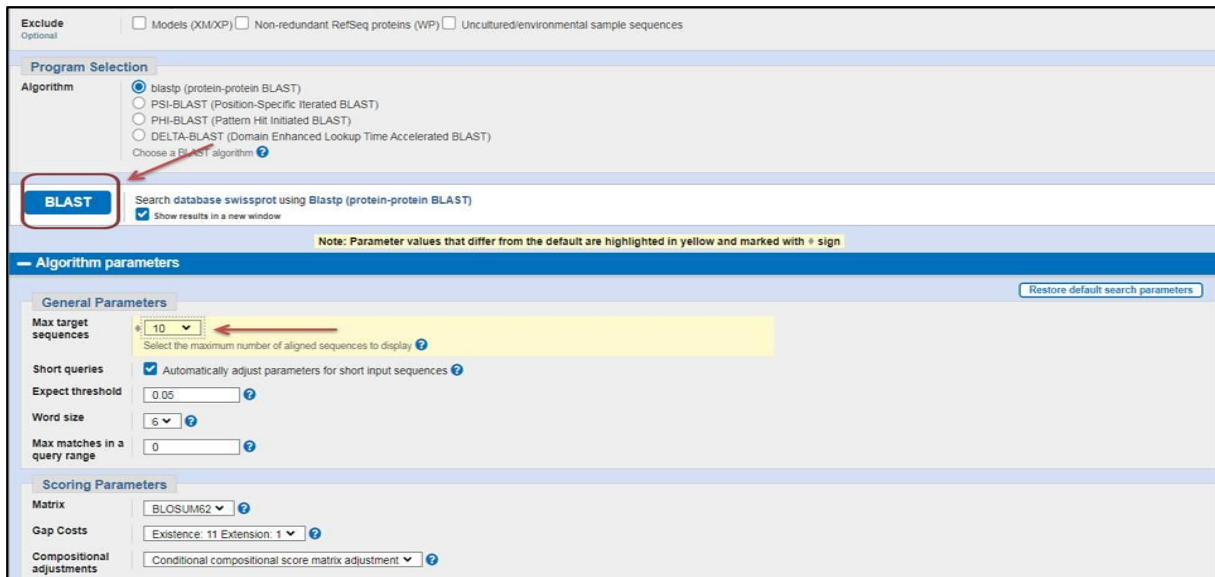 Exclude
Optional
Models (XM/XP) Non-redundant RefSeq proteins (WP) Uncultured/environmental sample sequences
Program Selection
Algorithm
blastp (protein-protein BLAST)
PSI-BLAST (Position-Specific Iterated BLAST)
PHI-BLAST (Pattern Hit Initiated BLAST)
DELTA-BLAST (Domain Enhanced Lookup Time Accelerated BLAST)
Choose a BLAST algorithm ?
BLAST
Search database swissprot using Blastp (protein-protein BLAST)
Show results in a new window
Note: Parameter values that differ from the default are highlighted in yellow and marked with ♦ sign
Algorithm parameters
Restore default search parameters
General Parameters
Max target
sequences
♦ 10
Select the maximum number of aligned sequences to display ?
Short queries
Automatically adjust parameters for short input sequences ?
Expect threshold
0.05 ?
Word size
6 ?
Max matches in a
query range
0 ?
Scoring Parameters
Matrix
BLOSUM62 ?
Gap Costs
Existence: 11 Extension: 1 ?
Compositional
adjustments
Conditional compositional score matrix adjustment ?